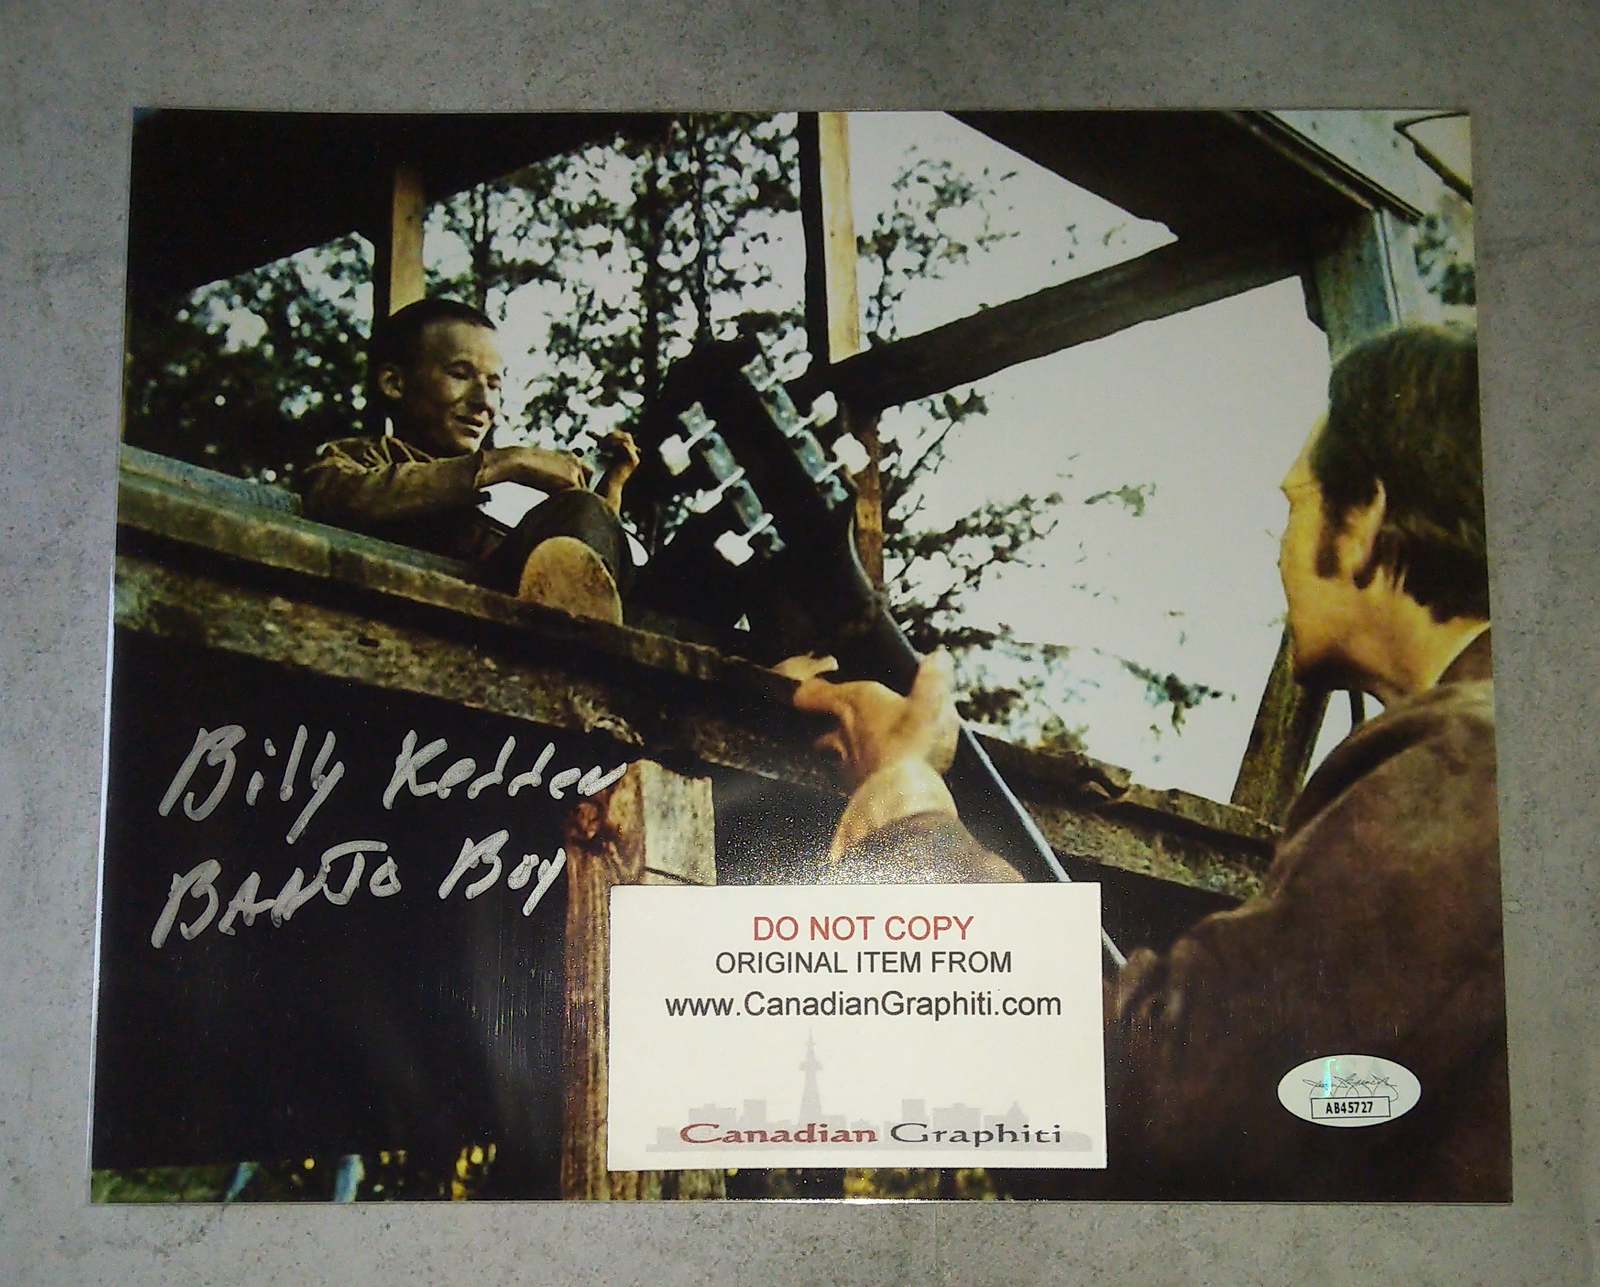 Billy Redden
Banjo Boy
DO NOT COPY
ORIGINAL ITEM FROM
www.CanadianGraphiti.com
Canadian Graphiti
AB45727